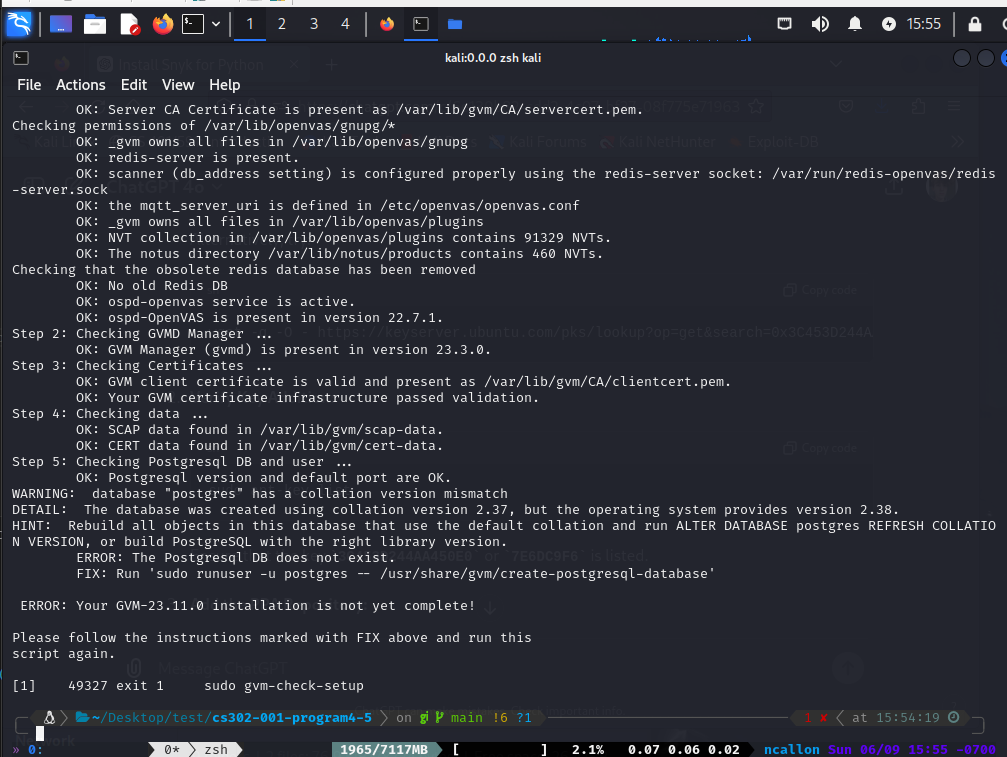 1 2 3 4 15:55
kali:0.0.0 zsh kali
File Actions Edit View Help
OK: Server CA Certificate is present as /var/lib/gvm/CA/servercert.pem.
Checking permissions of /var/lib/openvas/gnupg/*
OK: _gvm owns all files in /var/lib/openvas/gnupg
OK: redis-server is present.
OK: scanner (db_address setting) is configured properly using the redis-server socket: /var/run/redis-openvas/redis
-server.sock
OK: the mqtt_server_uri is defined in /etc/openvas/openvas.conf
OK: _gvm owns all files in /var/lib/openvas/plugins
OK: NVT collection in /var/lib/openvas/plugins contains 91329 NVTs.
OK: The notus directory /var/lib/notus/products contains 460 NVTs.
Checking that the obsolete redis database has been removed
OK: No old Redis DB
OK: ospd-openvas service is active.
OK: ospd-OpenVAS is present in version 22.7.1.
Step 2: Checking GVMD Manager ...
OK: GVM Manager (gvmd) is present in version 23.3.0.
Step 3: Checking Certificates ...
OK: GVM client certificate is valid and present as /var/lib/gvm/CA/clientcert.pem.
OK: Your GVM certificate infrastructure passed validation.
Step 4: Checking data ...
OK: SCAP data found in /var/lib/gvm/scap-data.
OK: CERT data found in /var/lib/gvm/cert-data.
Step 5: Checking Postgresql DB and user ...
OK: Postgresql version and default port are OK.
WARNING:  database "postgres" has a collation version mismatch
DETAIL:  The database was created using collation version 2.37, but the operating system provides version 2.38.
HINT:  Rebuild all objects in this database that use the default collation and run ALTER DATABASE postgres REFRESH COLLATIO
N VERSION, or build PostgreSQL with the right library version.
ERROR: The Postgresql DB does not exist.
FIX: Run 'sudo runuser -u postgres -- /usr/share/gvm/create-postgresql-database'
ERROR: Your GVM-23.11.0 installation is not yet complete!
Please follow the instructions marked with FIX above and run this
script again.
[1]    49327 exit 1     sudo gvm-check-setup
~/Desktop/test/cs302-001-program4-5 on main !6 ?1 1 ✘ at 15:54:19
» 0: 0* zsh 1965/7117MB [ ] 2.1% 0.07 0.06 0.02 ncallon Sun 06/09 15:55 -0700